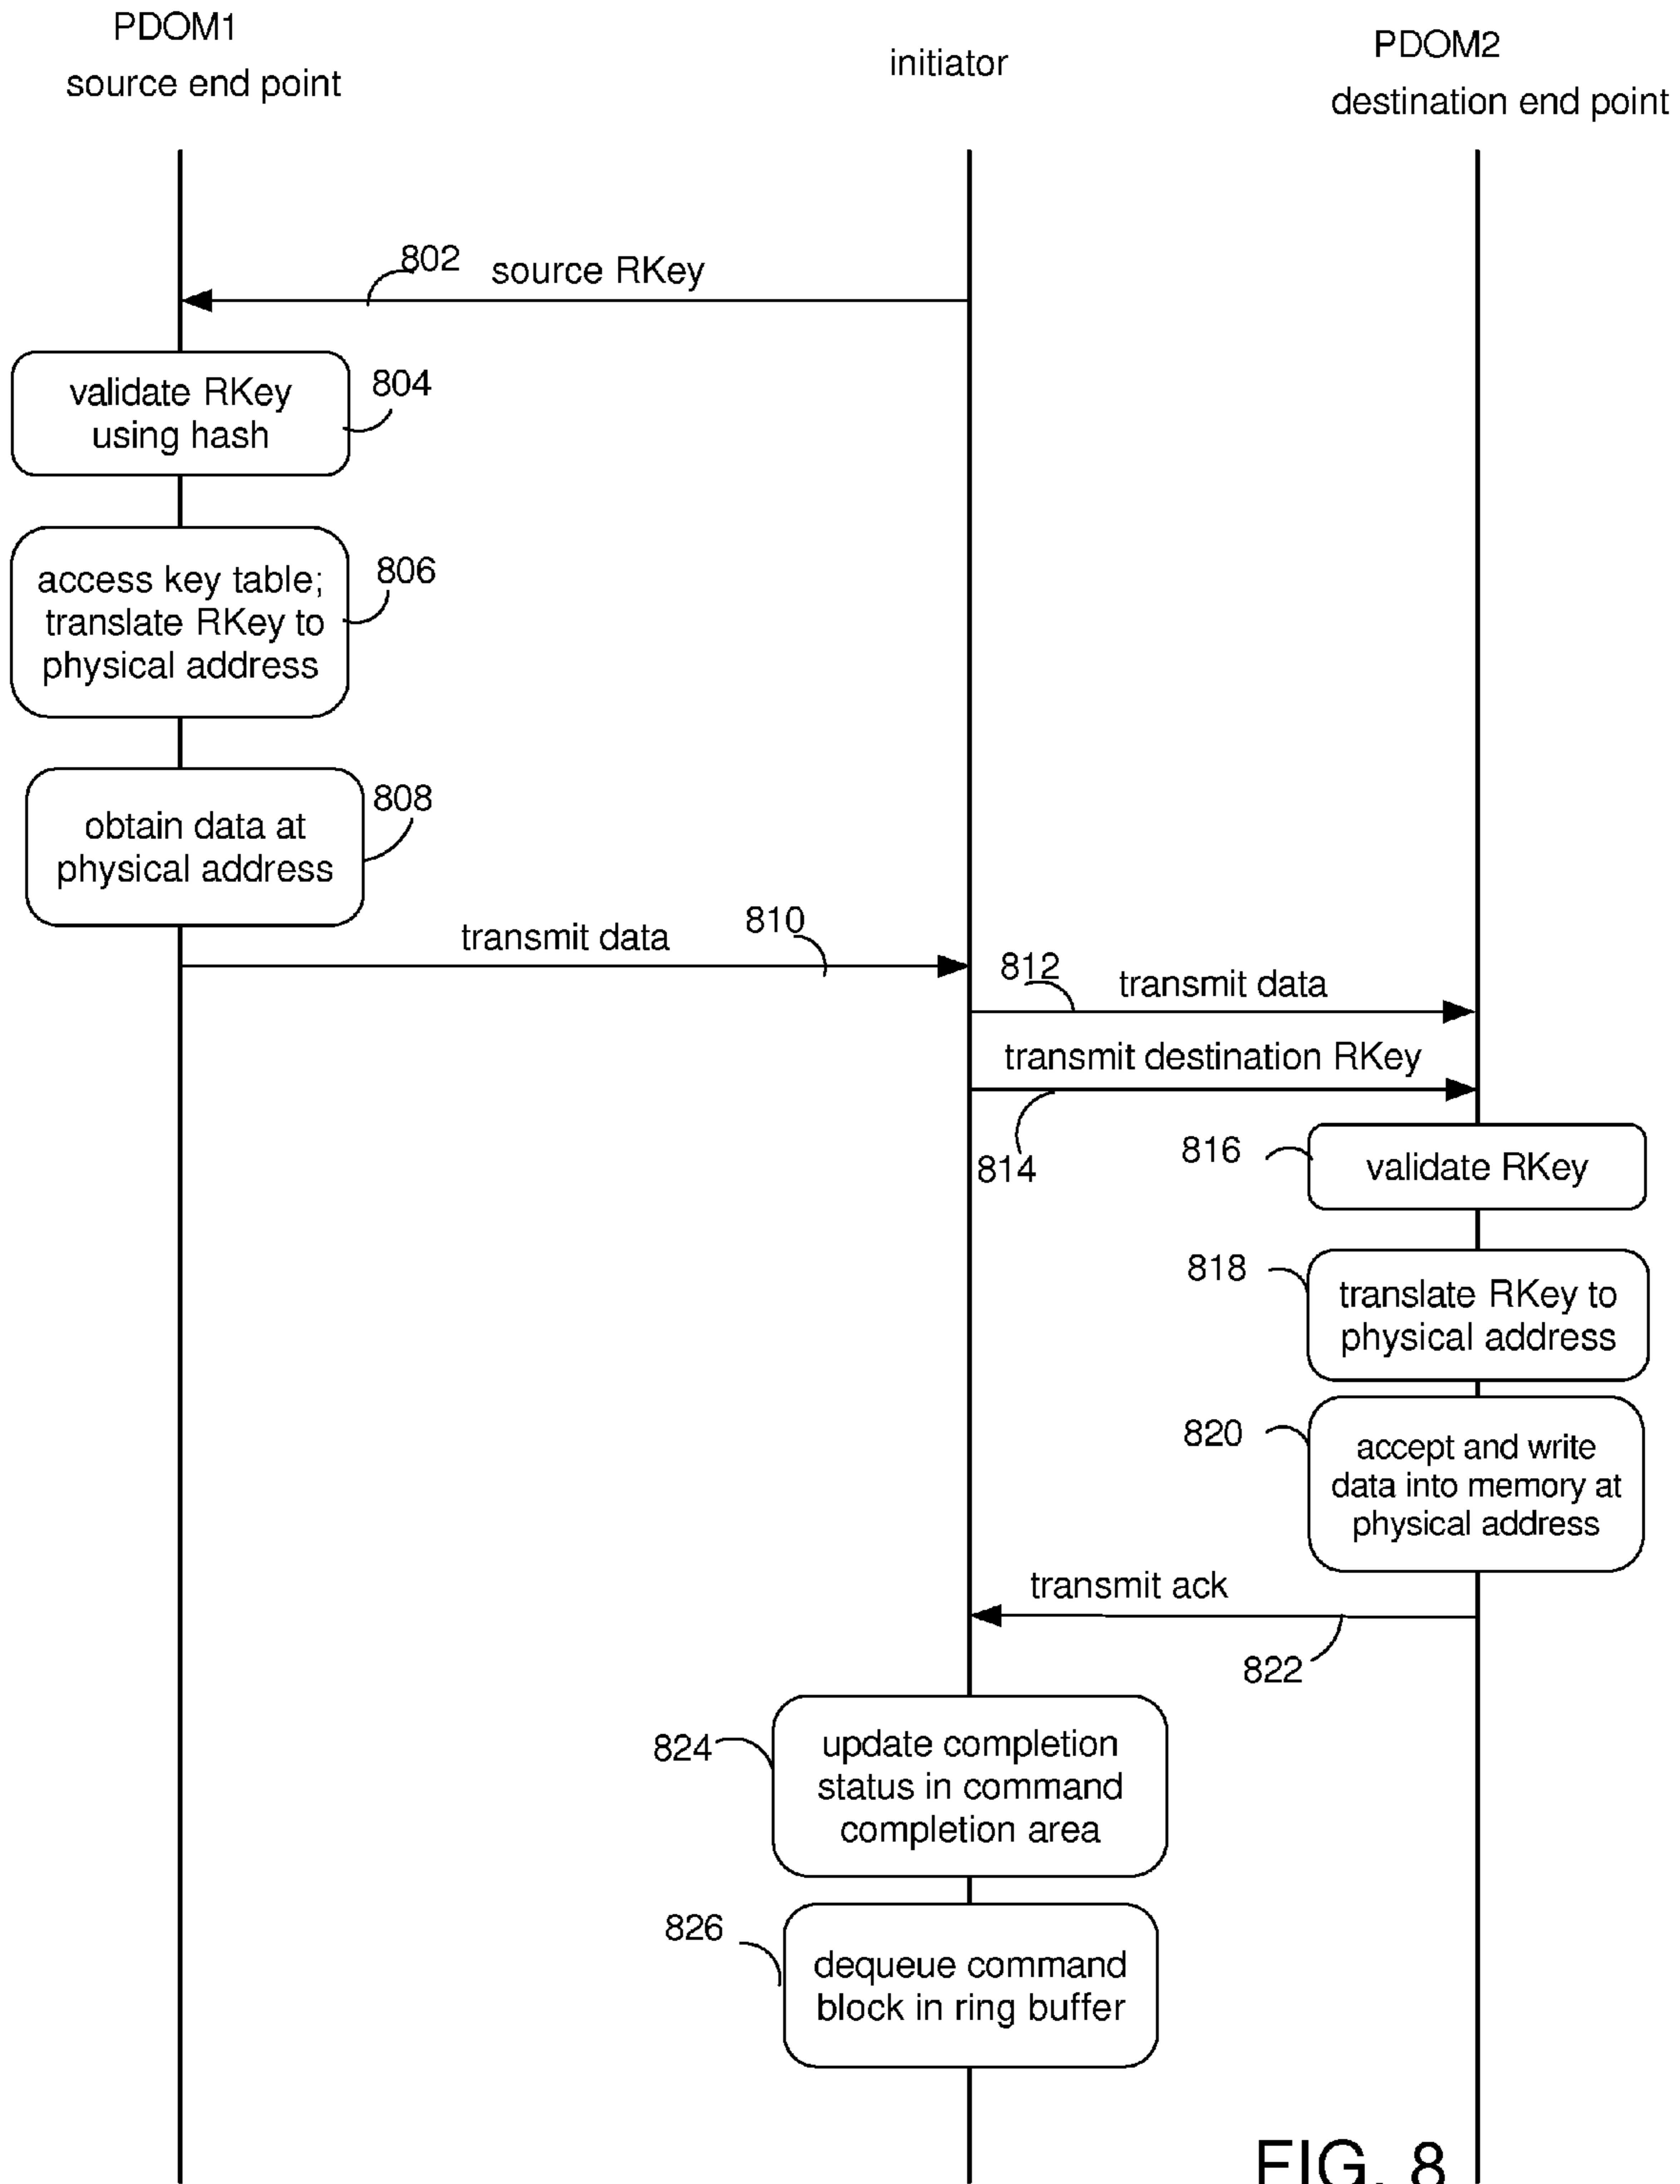 PDOM1
source end point
initiator
PDOM2
destination end point
802
source RKey
validate RKey
using hash
804
access key table;
translate RKey to
physical address
806
obtain data at
physical address
808
transmit data
810
812
transmit data
transmit destination RKey
814
816
validate RKey
818
translate RKey to
physical address
820
accept and write
data into memory at
physical address
transmit ack
822
824
update completion
status in command
completion area
826
dequeue command
block in ring buffer
FIG. 8